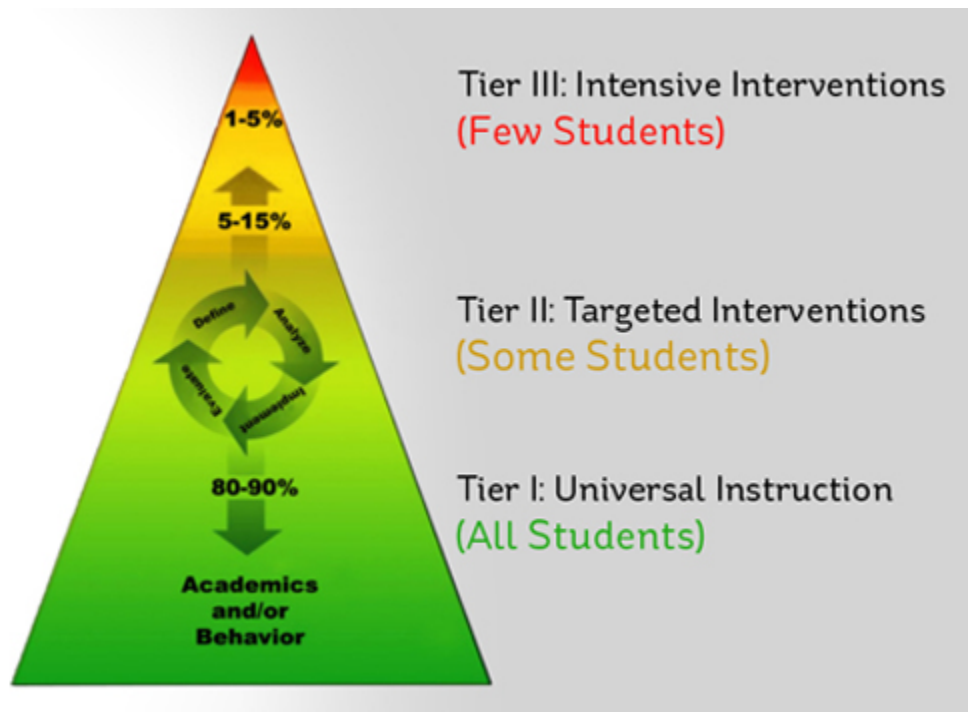 1-5%
5-15%
Define
Analyze
Implement
Evaluate
80-90%
Academics
and/or
Behavior
Tier III: Intensive Interventions
(Few Students)
Tier II: Targeted Interventions
(Some Students)
Tier I: Universal Instruction
(All Students)